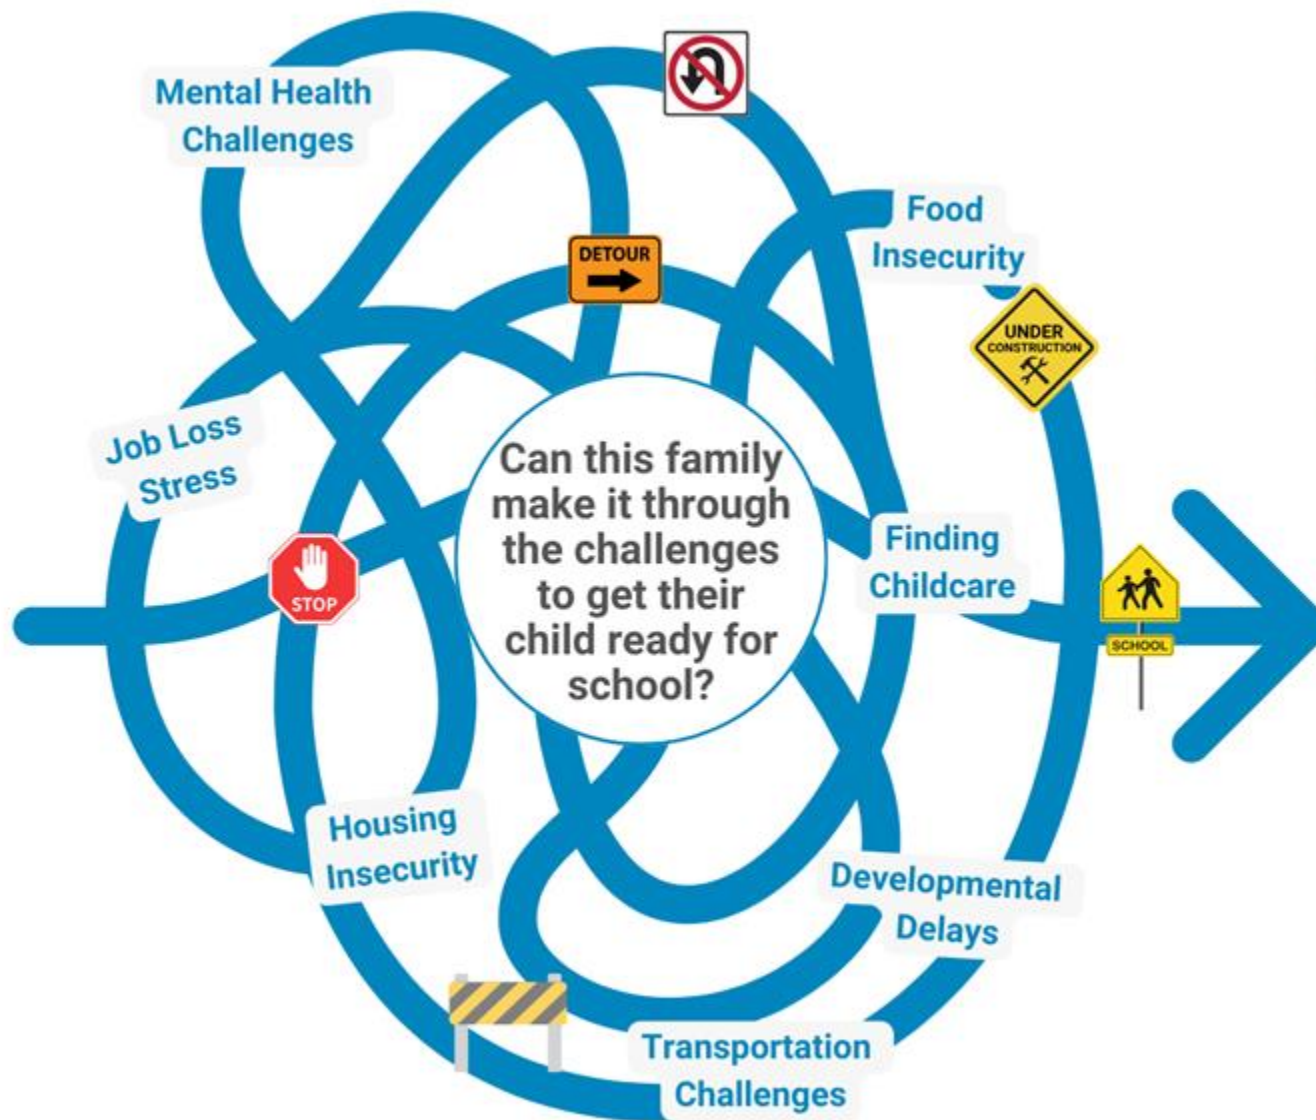 Mental Health
Challenges
Food
Insecurity
DETOUR
UNDER
CONSTRUCTION
Job Loss
Stress
Can this family
make it through
the challenges
to get their
child ready for
school?
STOP
Finding
Childcare
SCHOOL
Housing
Insecurity
Developmental
Delays
Transportation
Challenges